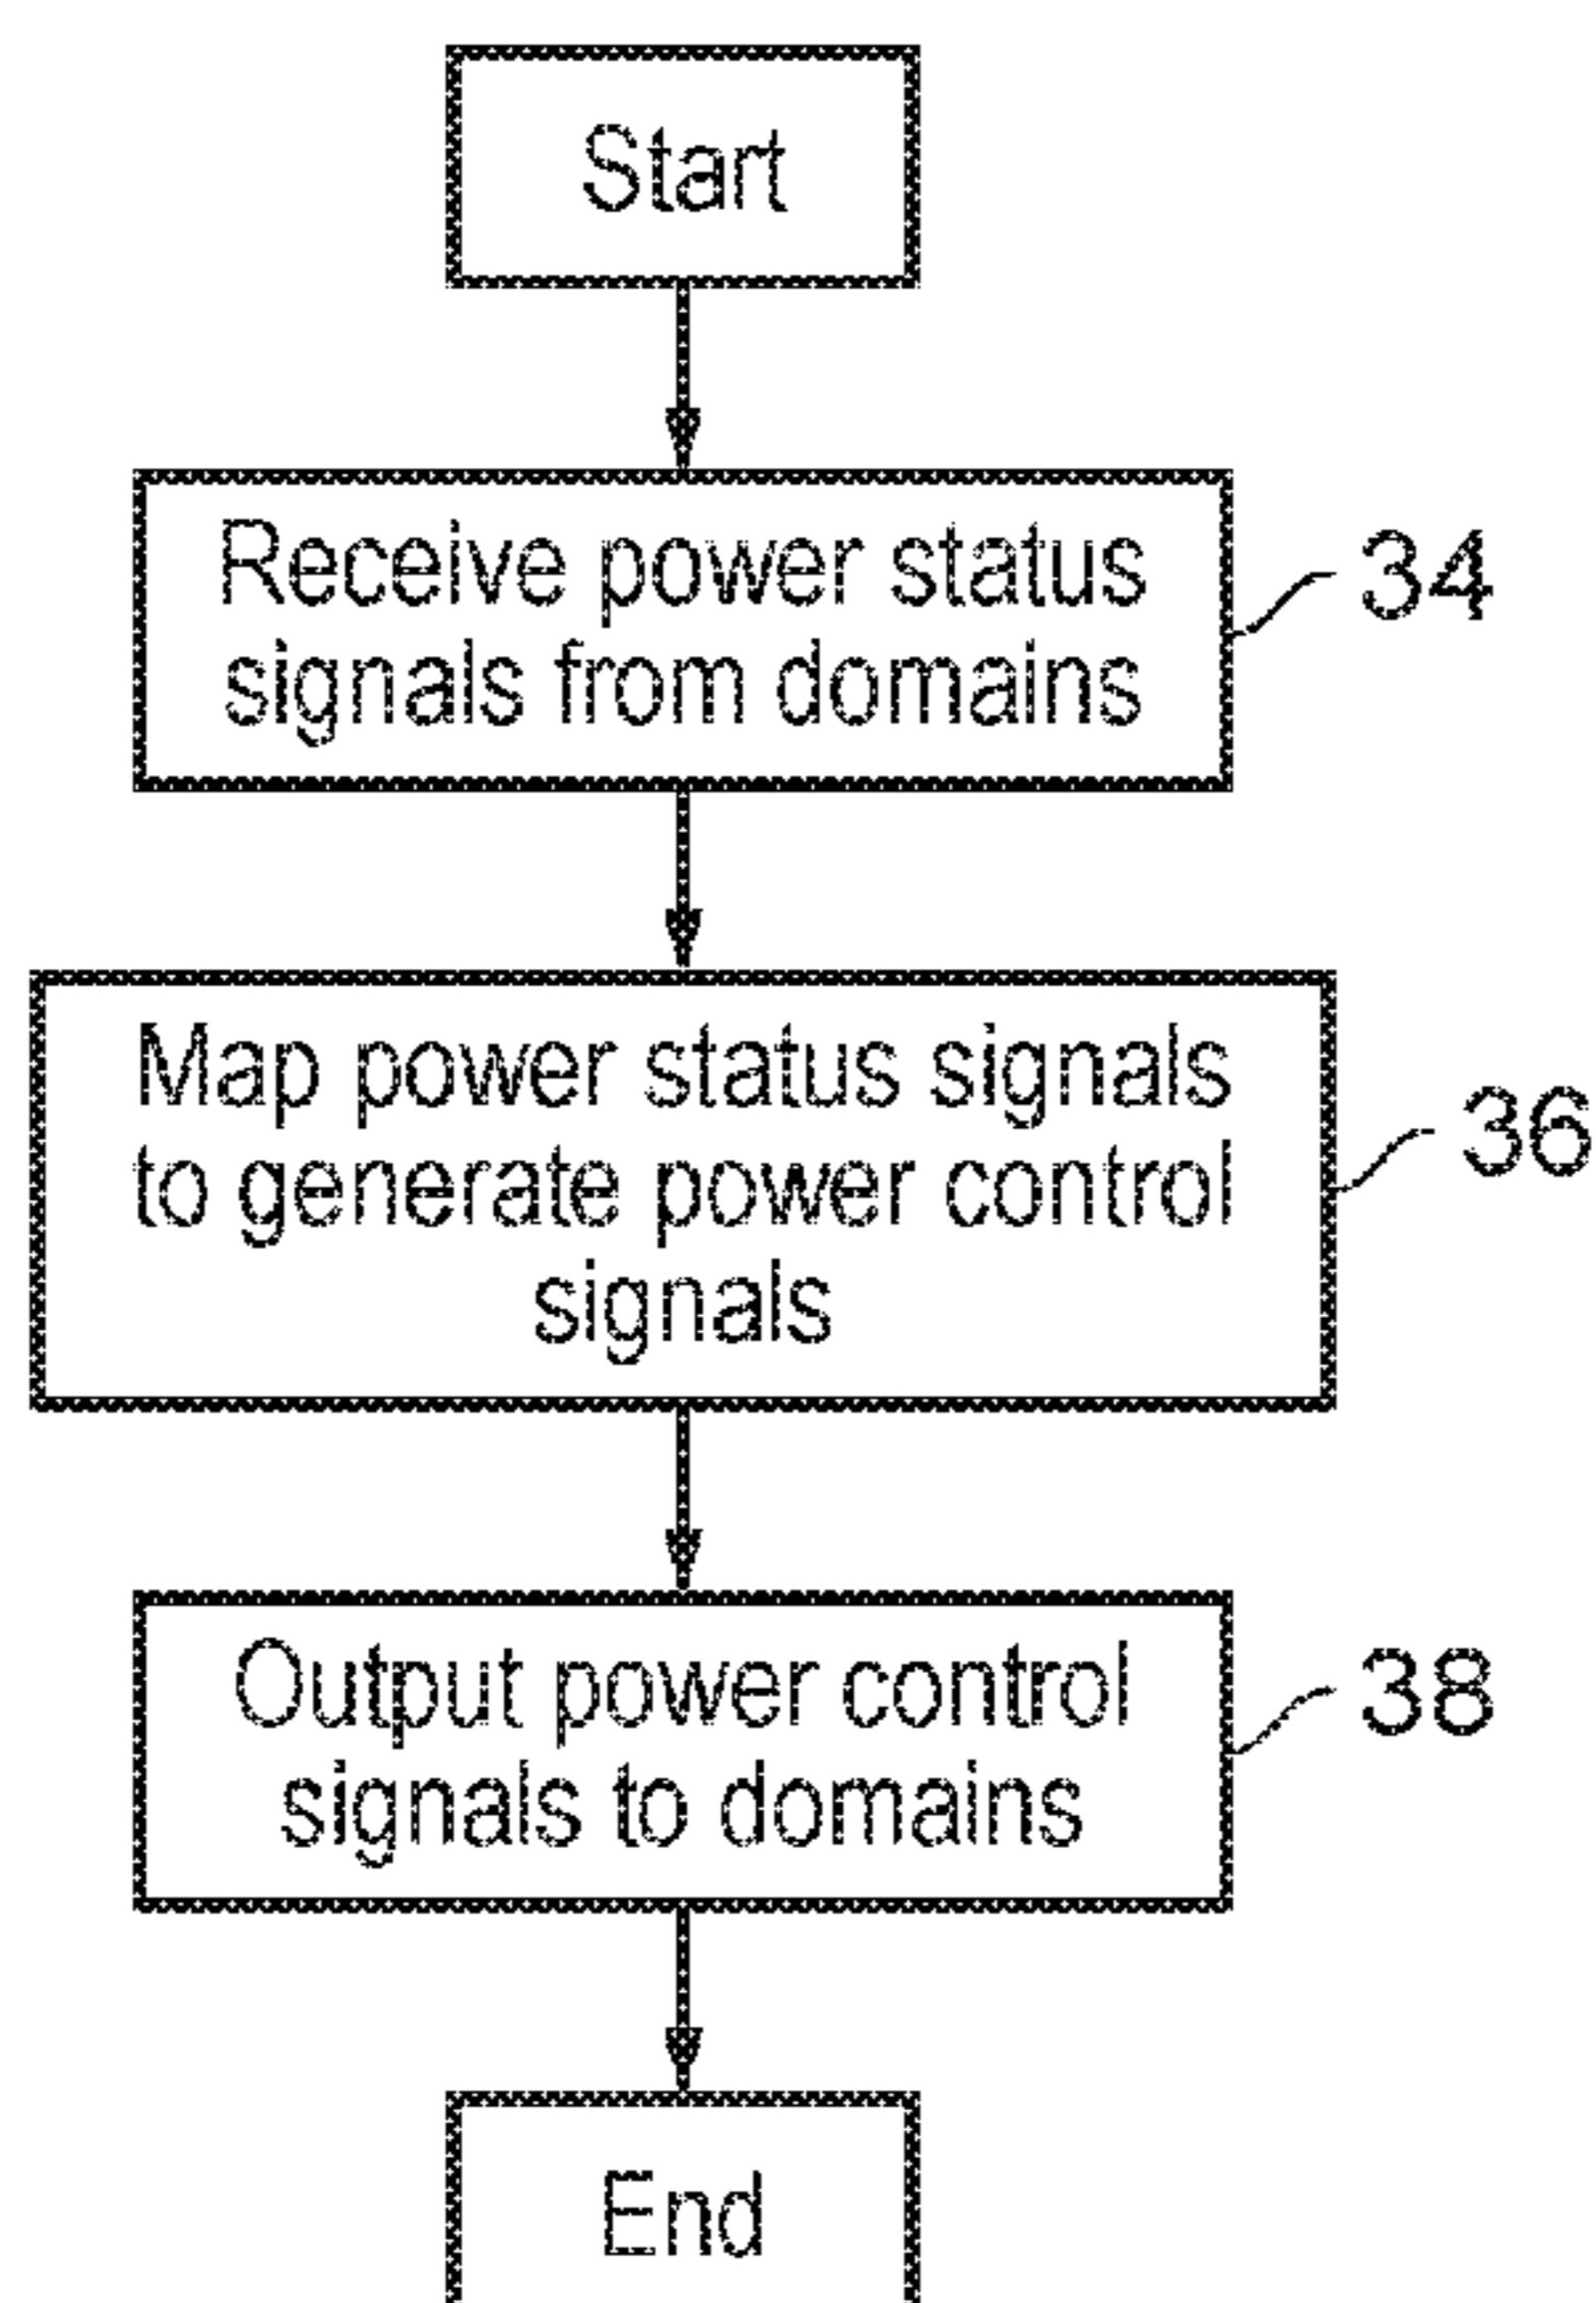 Start
Receive power status
signals from domains
34
Map power status signals
to generate power control
signals
36
Output power control
signals to domains
38
End